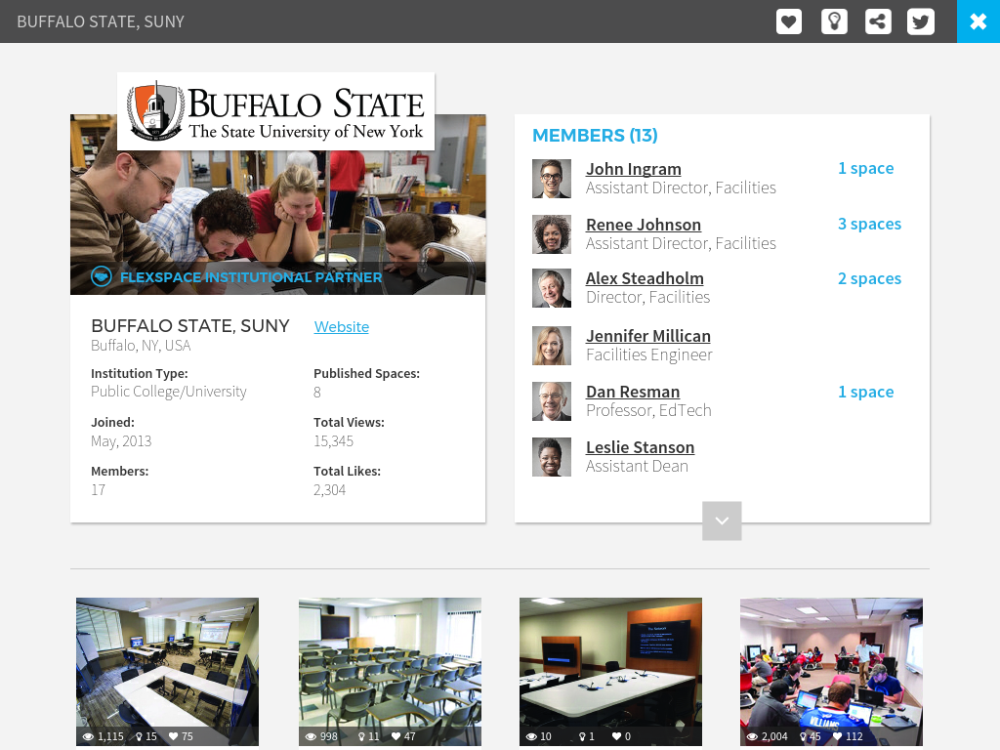 BUFFALO STATE, SUNY
BUFFALO STATE
The State University of New York
FLEXSPACE INSTITUTIONAL PARTNER
BUFFALO STATE, SUNY Website
Buffalo, NY, USA
Institution Type: Published Spaces:
Public College/University 8
Joined: Total Views:
May, 2013 15,345
Members: Total Likes:
17 2,304
MEMBERS (13)
John Ingram 1 space
Assistant Director, Facilities
Renee Johnson 3 spaces
Assistant Director, Facilities
Alex Steadholm 2 spaces
Director, Facilities
Jennifer Millican
Facilities Engineer
Dan Resman 1 space
Professor, EdTech
Leslie Stanson
Assistant Dean
1,115 15 75
998 11 47
10 1 0
2,004 45 112